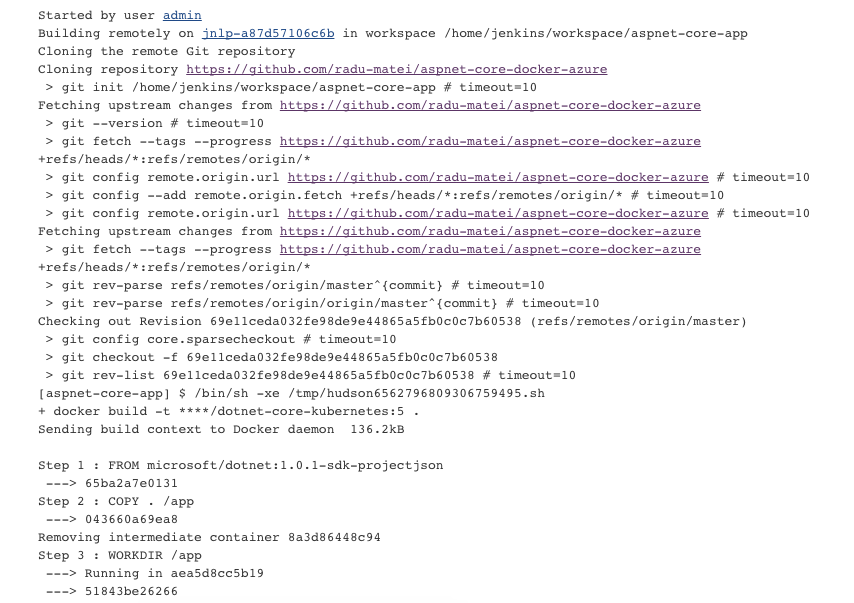 Started by user admin
Building remotely on jnlp-a87d57106c6b in workspace /home/jenkins/workspace/aspnet-core-app
Cloning the remote Git repository
Cloning repository https://github.com/radu-matei/aspnet-core-docker-azure
 > git init /home/jenkins/workspace/aspnet-core-app # timeout=10
Fetching upstream changes from https://github.com/radu-matei/aspnet-core-docker-azure
 > git --version # timeout=10
 > git fetch --tags --progress https://github.com/radu-matei/aspnet-core-docker-azure
+refs/heads/*:refs/remotes/origin/*
 > git config remote.origin.url https://github.com/radu-matei/aspnet-core-docker-azure # timeout=10
 > git config --add remote.origin.fetch +refs/heads/*:refs/remotes/origin/* # timeout=10
 > git config remote.origin.url https://github.com/radu-matei/aspnet-core-docker-azure # timeout=10
Fetching upstream changes from https://github.com/radu-matei/aspnet-core-docker-azure
 > git fetch --tags --progress https://github.com/radu-matei/aspnet-core-docker-azure
+refs/heads/*:refs/remotes/origin/*
 > git rev-parse refs/remotes/origin/master^{commit} # timeout=10
 > git rev-parse refs/remotes/origin/origin/master^{commit} # timeout=10
Checking out Revision 69e11ceda032fe98de9e44865a5fb0c0c7b60538 (refs/remotes/origin/master)
 > git config core.sparsecheckout # timeout=10
 > git checkout -f 69e11ceda032fe98de9e44865a5fb0c0c7b60538
 > git rev-list 69e11ceda032fe98de9e44865a5fb0c0c7b60538 # timeout=10
[aspnet-core-app] $ /bin/sh -xe /tmp/hudson6562796809306759495.sh
+ docker build -t ****/dotnet-core-kubernetes:5 .
Sending build context to Docker daemon  136.2kB

Step 1 : FROM microsoft/dotnet:1.0.1-sdk-projectjson
 ---> 65ba2a7e0131
Step 2 : COPY . /app
 ---> 043660a69ea8
Removing intermediate container 8a3d86448c94
Step 3 : WORKDIR /app
 ---> Running in aea5d8cc5b19
 ---> 51843be26266